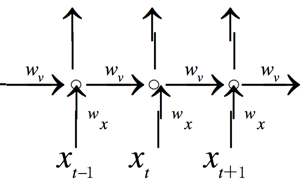 w_v w_v w_v w_v
w_x w_x w_x
x_{t-1} x_t x_{t+1}